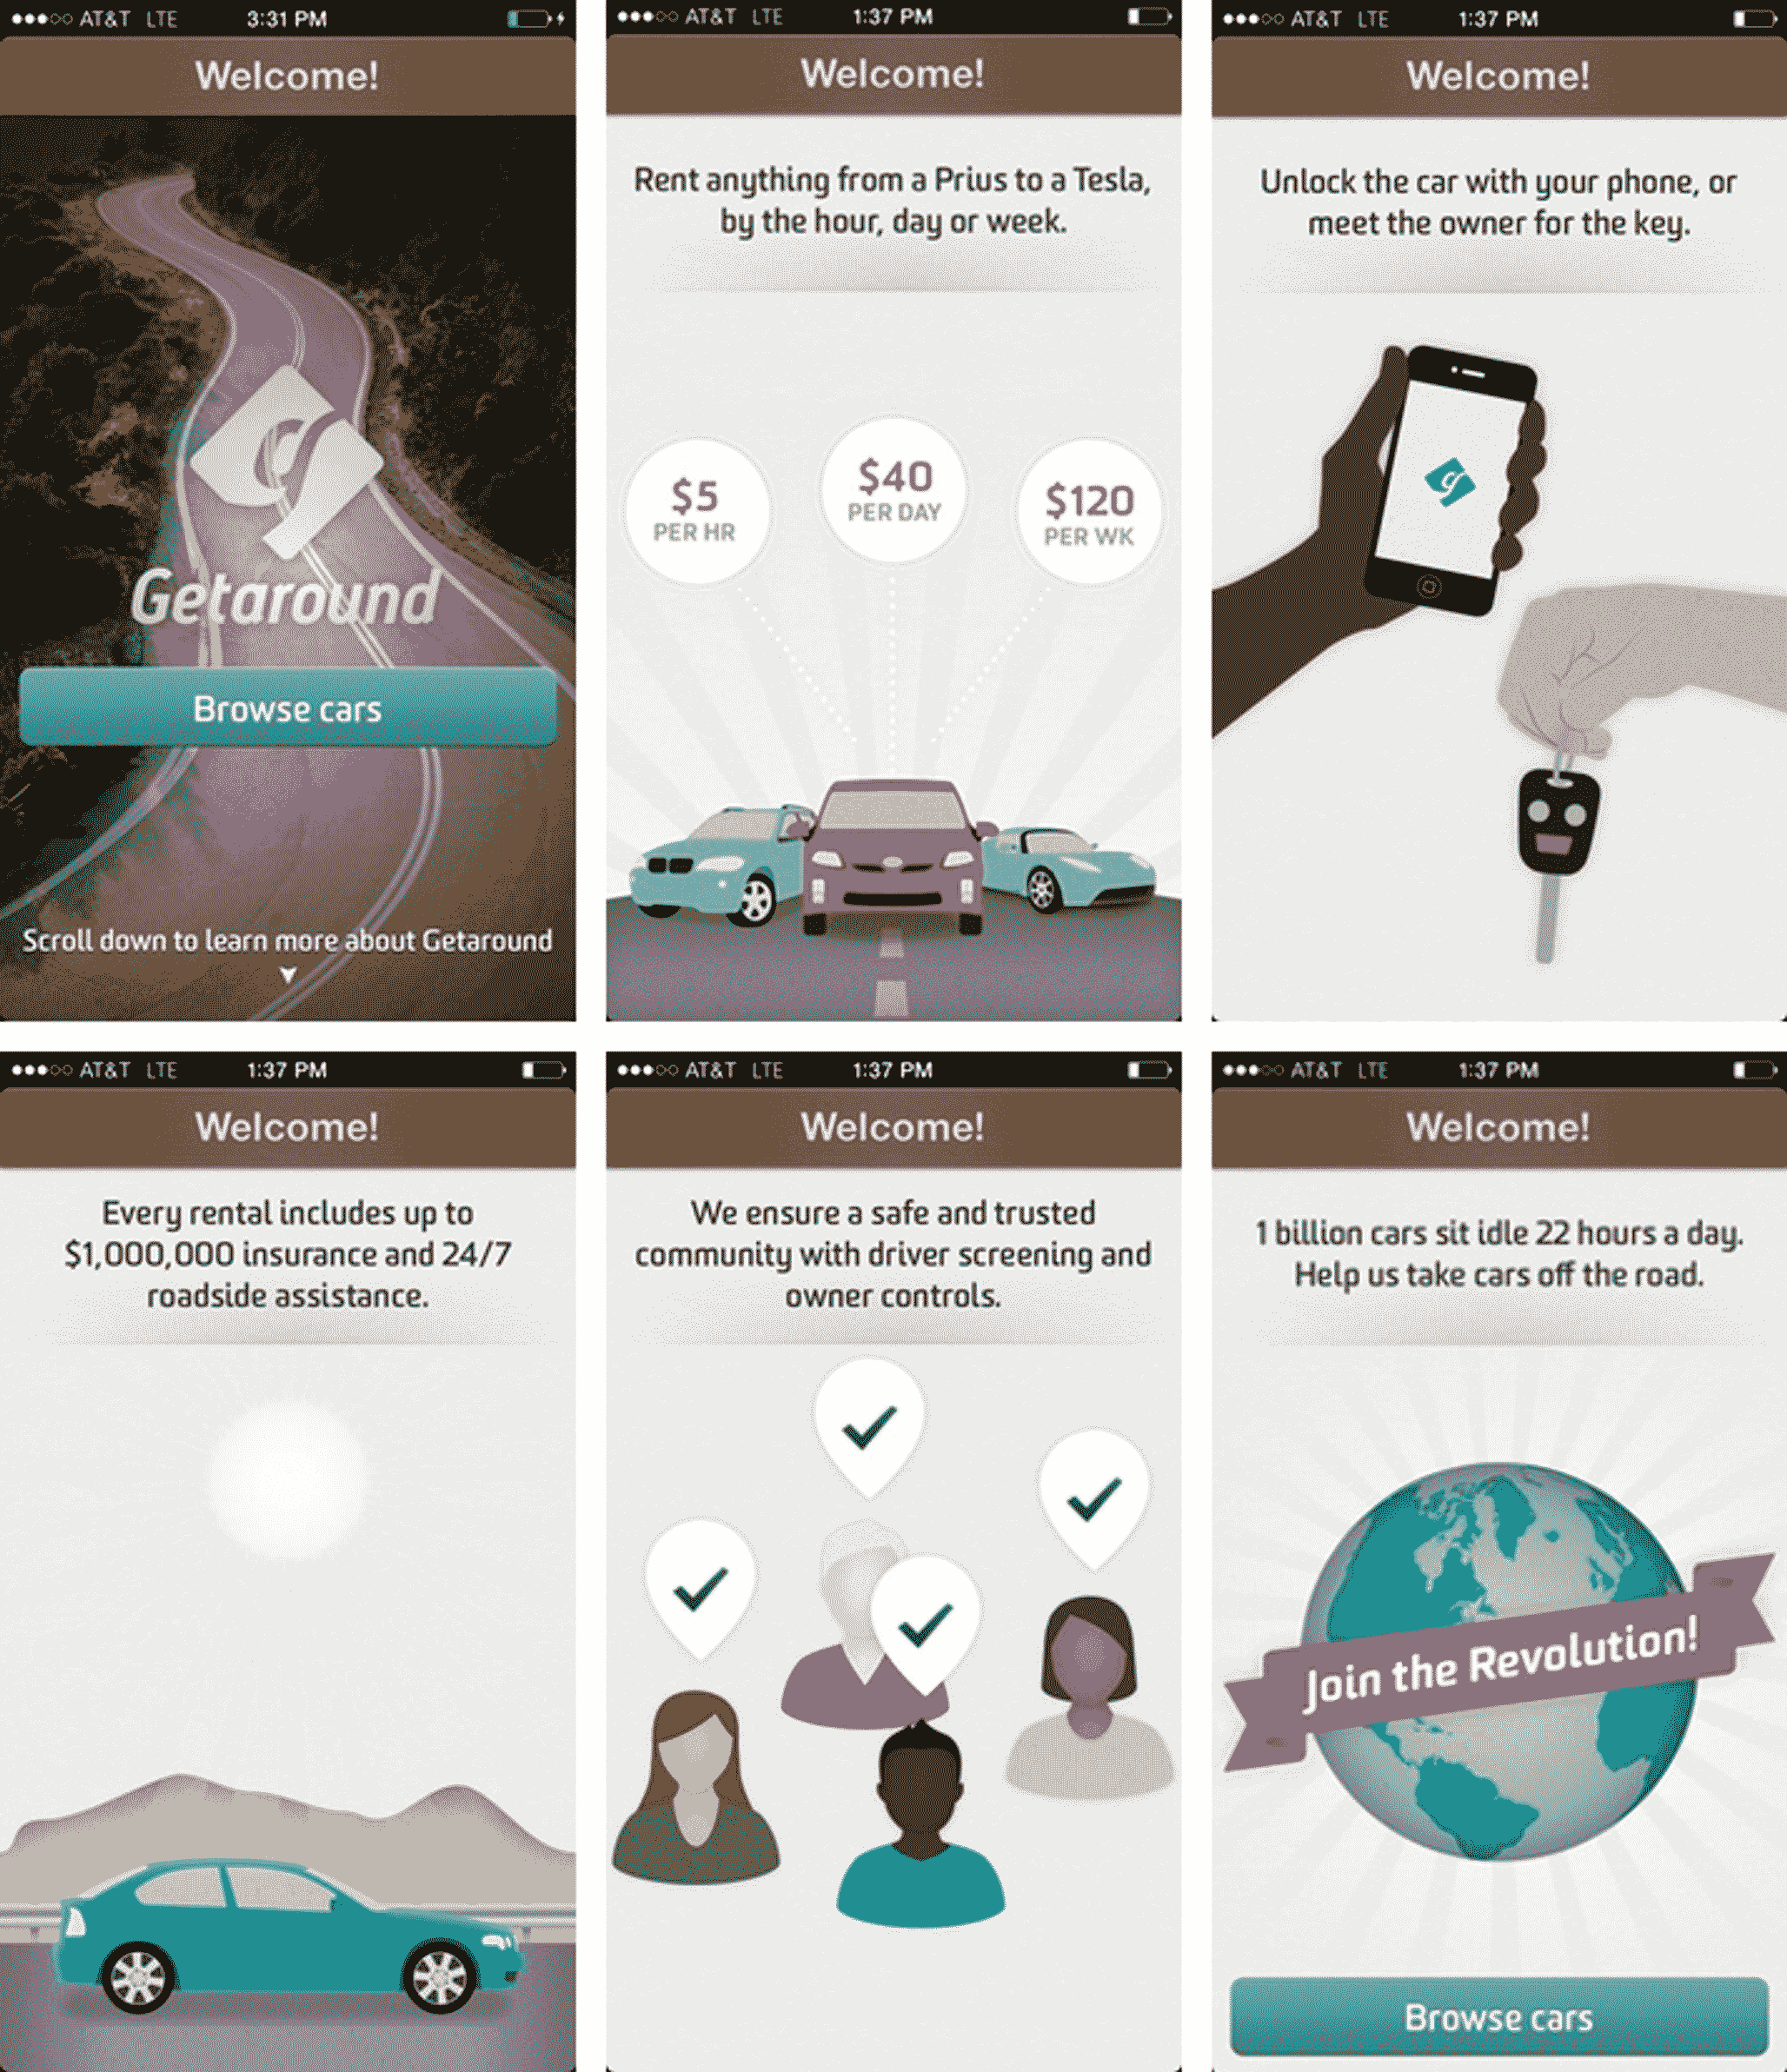 AT&T LTE 3:31 PM
Welcome!
Getaround
Browse cars
Scroll down to learn more about Getaround
AT&T LTE 1:37 PM
Welcome!
Rent anything from a Prius to a Tesla,
by the hour, day or week.
$5
PER HR
$40
PER DAY
$120
PER WK
AT&T LTE 1:37 PM
Welcome!
Unlock the car with your phone, or
meet the owner for the key.
g
AT&T LTE 1:37 PM
Welcome!
Every rental includes up to
$1,000,000 insurance and 24/7
roadside assistance.
AT&T LTE 1:37 PM
Welcome!
We ensure a safe and trusted
community with driver screening and
owner controls.
AT&T LTE 1:37 PM
Welcome!
1 billion cars sit idle 22 hours a day.
Help us take cars off the road.
Join the Revolution!
Browse cars